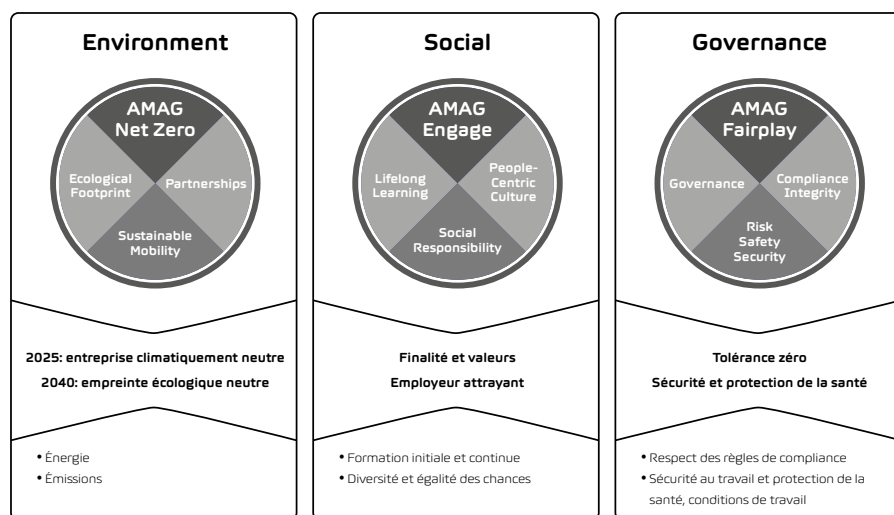 Environment
AMAG
Net Zero
Ecological
Footprint
Partnerships
Sustainable
Mobility
2025: entreprise climatiquement neutre
2040: empreinte écologique neutre
• Énergie
• Émissions
Social
AMAG
Engage
Lifelong
Learning
People-
Centric
Culture
Social
Responsibility
Finalité et valeurs
Employeur attrayant
• Formation initiale et continue
• Diversité et égalité des chances
Governance
AMAG
Fairplay
Governance
Compliance
Integrity
Risk
Safety
Security
Tolérance zéro
Sécurité et protection de la santé
• Respect des règles de compliance
• Sécurité au travail et protection de la
santé, conditions de travail